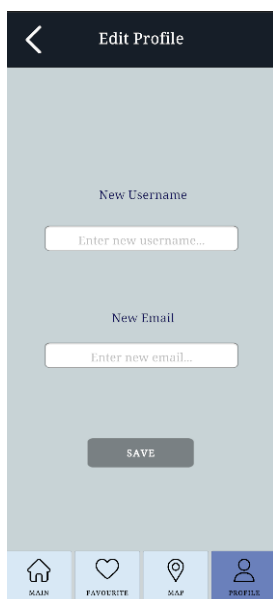 Edit Profile
New Username
Enter new username...
New Email
Enter new email...
SAVE
MAIN FAVOURITE MAP PROFILE